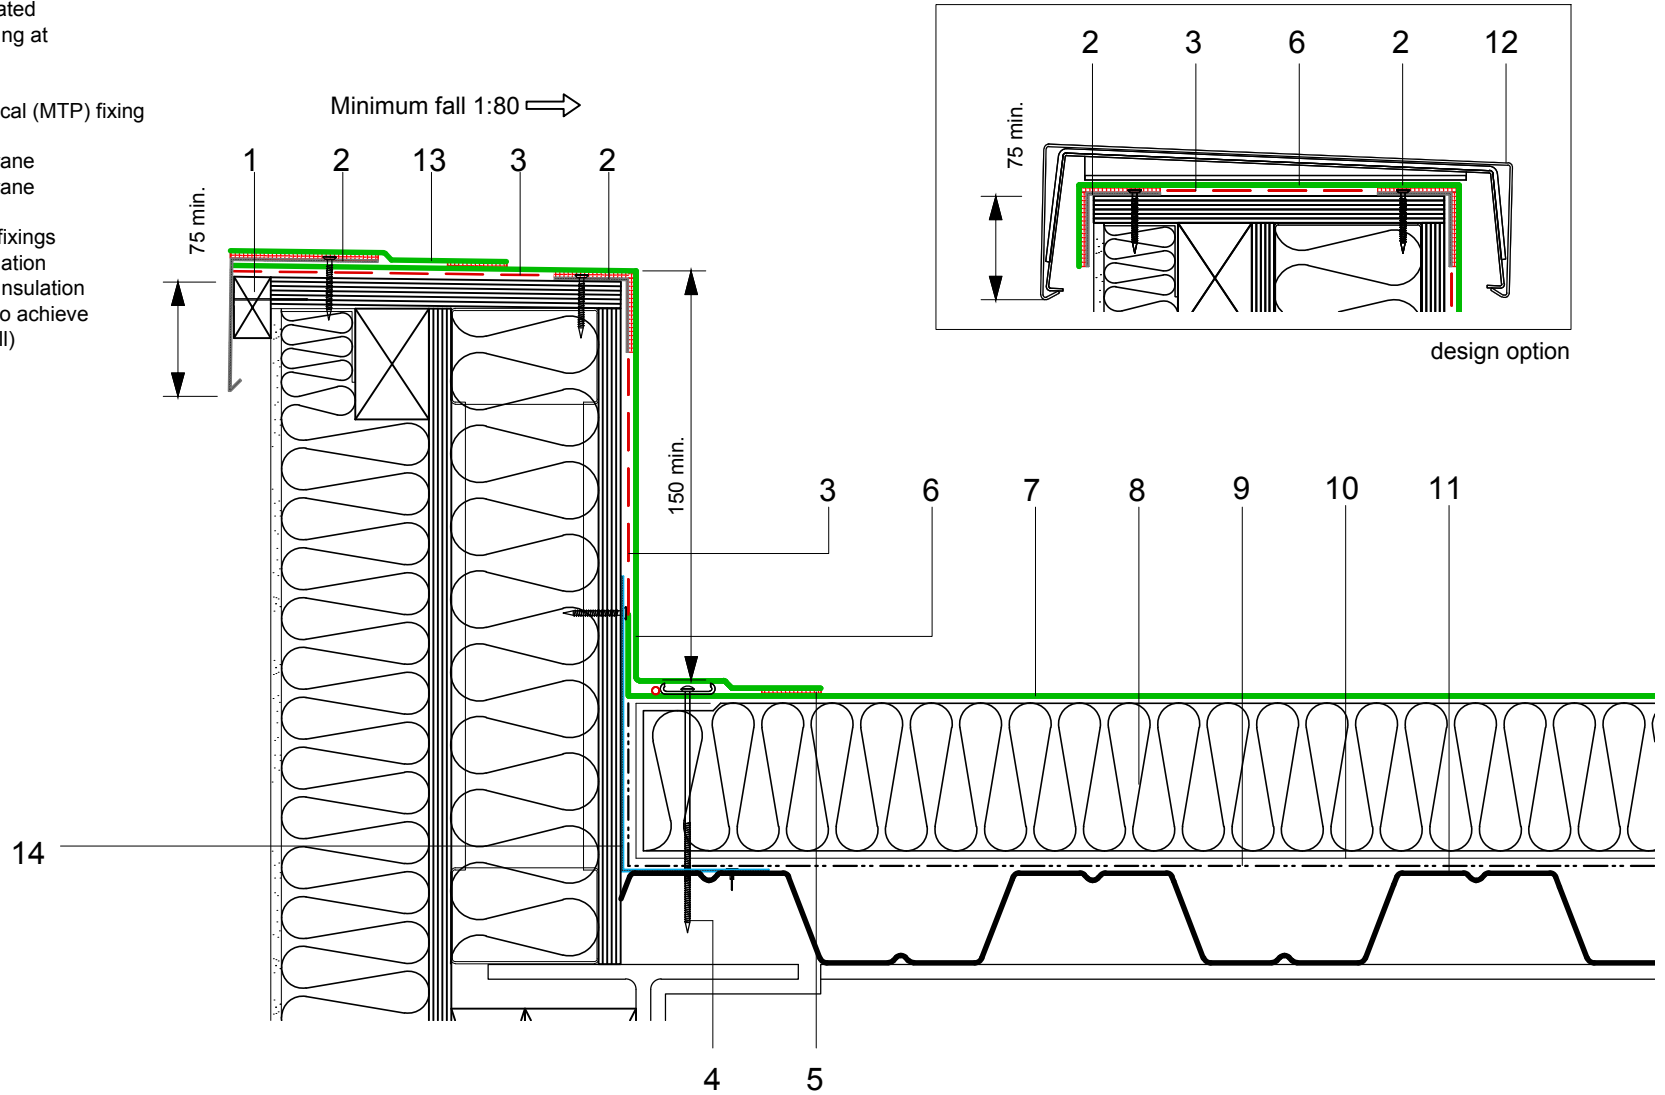 ated
ing at
cal (MTP) fixing
ane
ane
fixings
ation
insulation
o achieve
ll)
Minimum fall 1:80
1 2 13 3 2
75 min.
2 3 6 2 12
75 min.
design option
150 min.
3 6 7 8 9 10 11
14
4 5